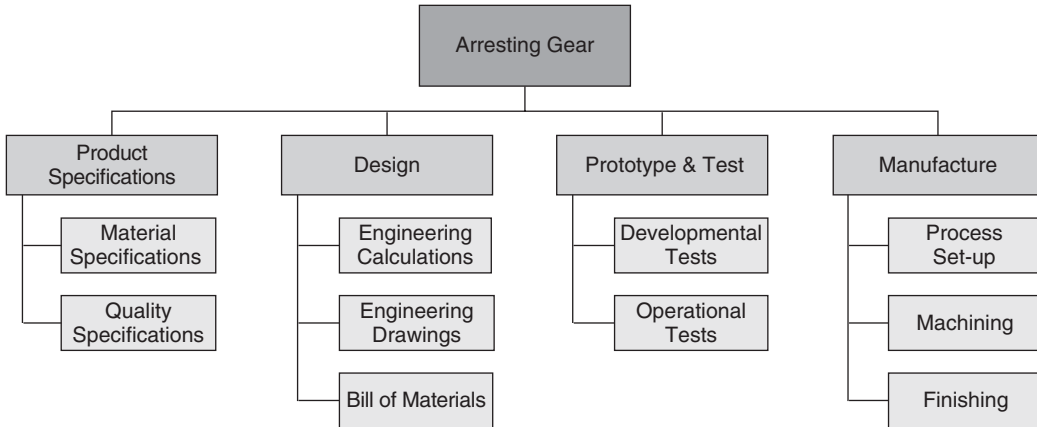 Arresting Gear
Product
Specifications
Design
Prototype & Test
Manufacture
Material
Specifications
Quality
Specifications
Engineering
Calculations
Engineering
Drawings
Bill of Materials
Developmental
Tests
Operational
Tests
Process
Set-up
Machining
Finishing